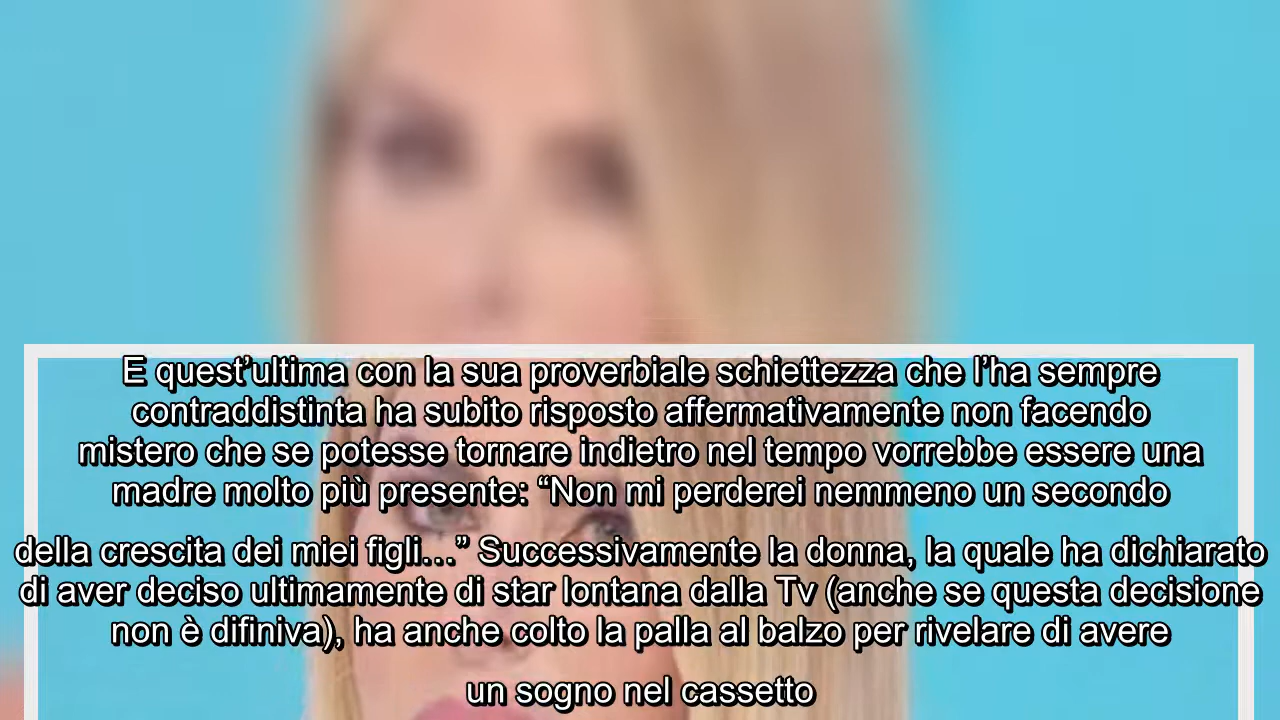 E quest’ultima con la sua proverbiale schiettezza che l’ha sempre
contraddistinta ha subito risposto affermativamente non facendo
mistero che se potesse tornare indietro nel tempo vorrebbe essere una
madre molto più presente: “Non mi perderei nemmeno un secondo
della crescita dei miei figli...” Successivamente la donna, la quale ha dichiarato
di aver deciso ultimamente di star lontana dalla Tv (anche se questa decisione
non è difiniva), ha anche colto la palla al balzo per rivelare di avere
un sogno nel cassetto